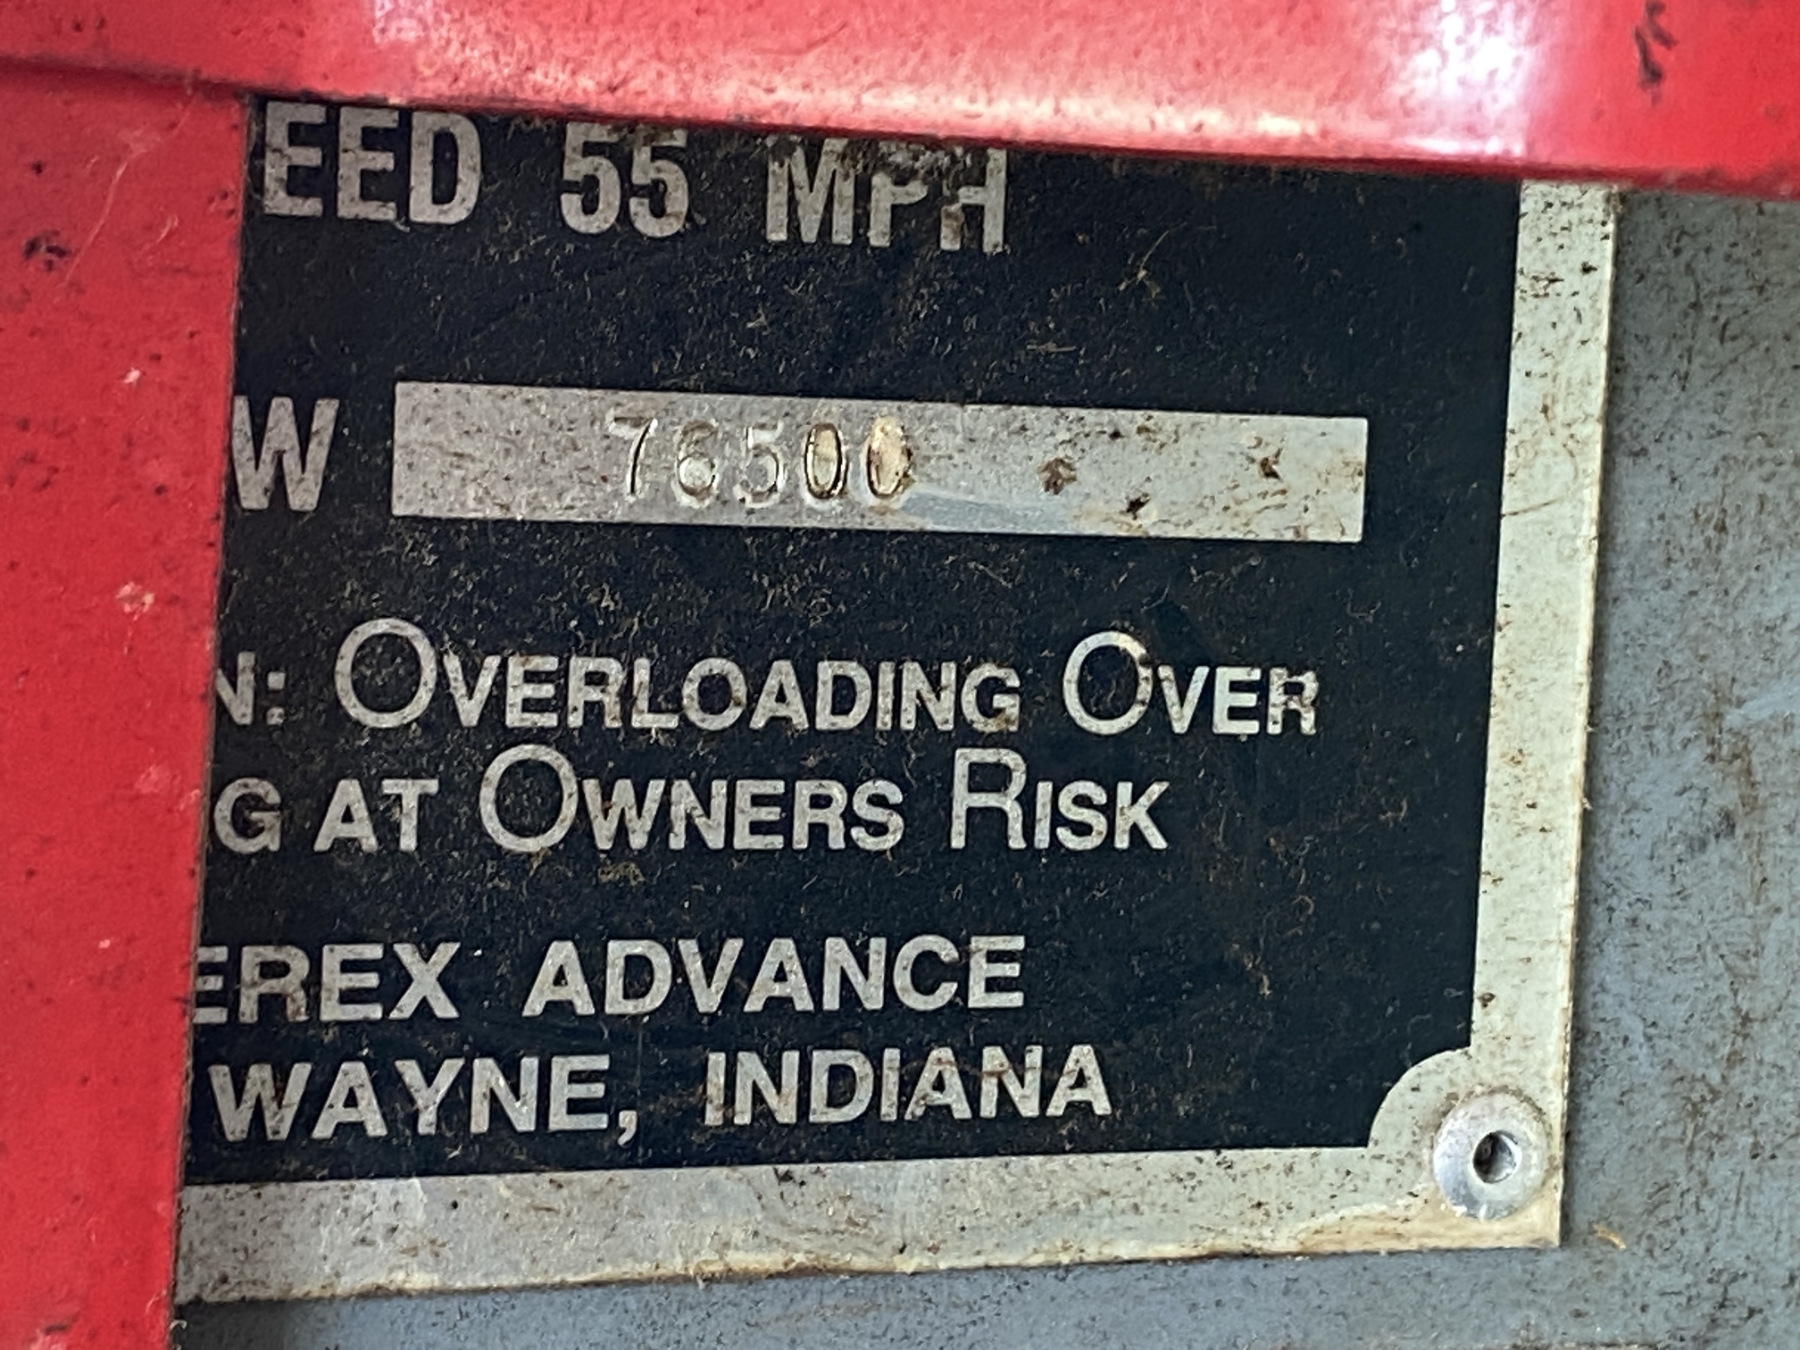 EED 55 MPH
W 76500
N: OVERLOADING OVER
G AT OWNERS RISK
EREX ADVANCE
WAYNE, INDIANA